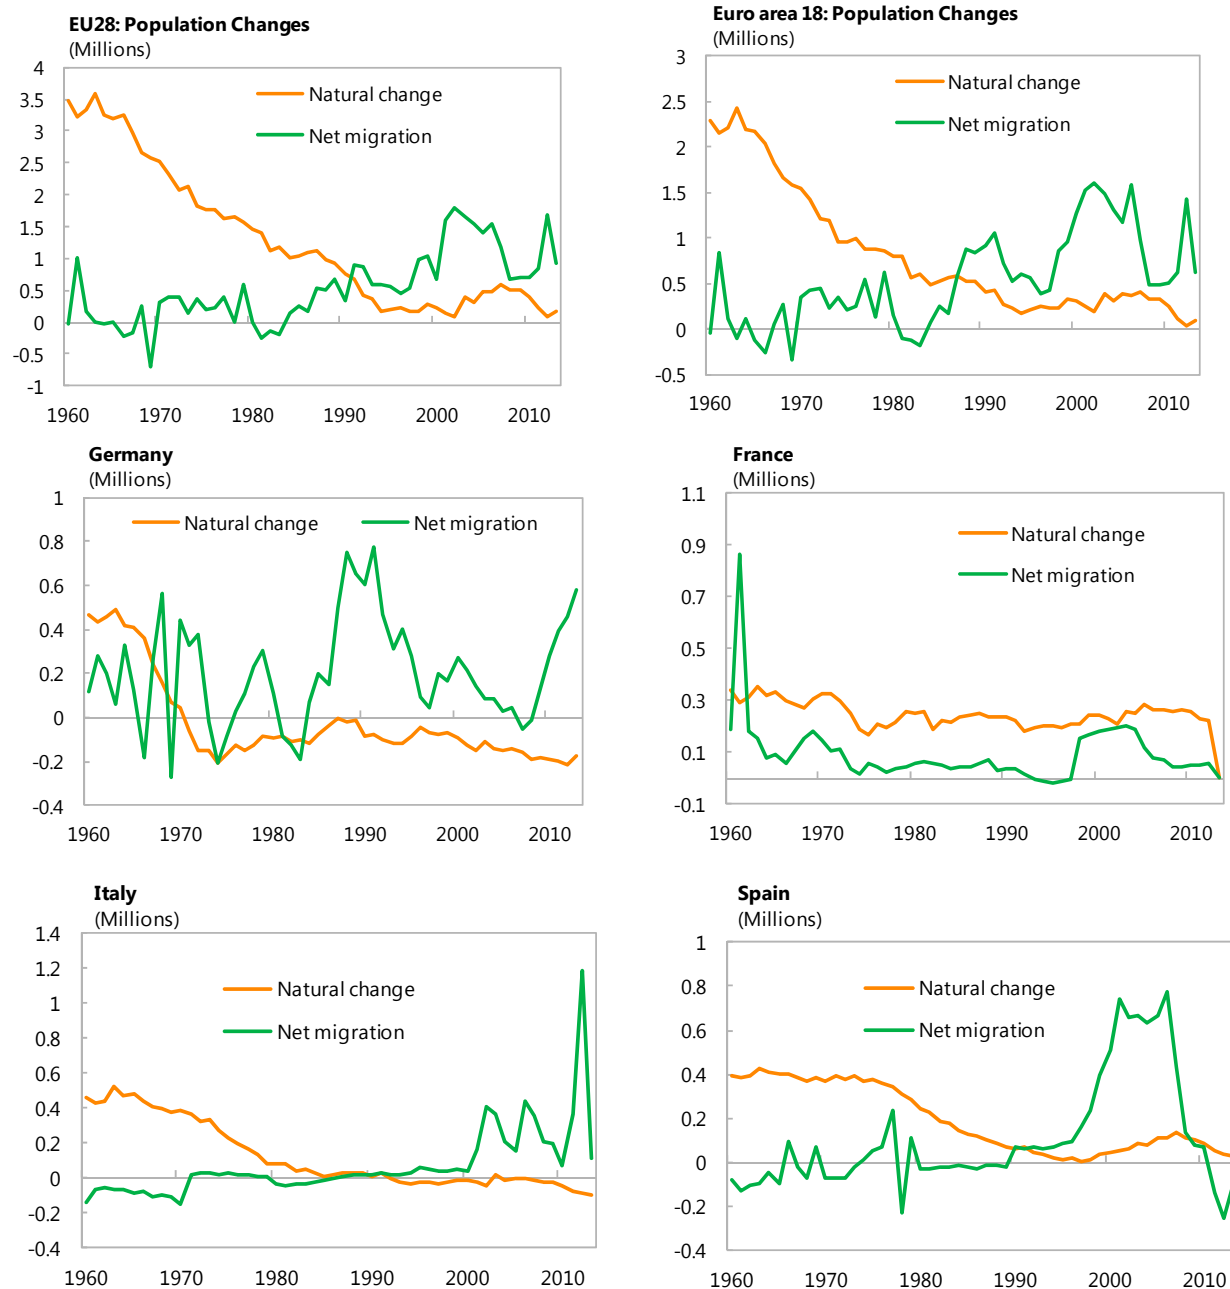 EU28: Population Changes
(Millions)
4
3.5
3
2.5
2
1.5
1
0.5
0
-0.5
-1
Natural change
Net migration
1960 1970 1980 1990 2000 2010
Euro area 18: Population Changes
(Millions)
3
2.5
2
1.5
1
0.5
0
-0.5
Natural change
Net migration
1960 1970 1980 1990 2000 2010
Germany
(Millions)
1
0.8
0.6
0.4
0.2
0
-0.2
-0.4
Natural change Net migration
1960 1970 1980 1990 2000 2010
France
(Millions)
1.1
0.9
0.7
0.5
0.3
0.1
-0.1
Natural change
Net migration
1960 1970 1980 1990 2000 2010
Italy
(Millions)
1.4
1.2
1
0.8
0.6
0.4
0.2
0
-0.2
-0.4
Natural change
Net migration
1960 1970 1980 1990 2000 2010
Spain
(Millions)
1
0.8
0.6
0.4
0.2
0
-0.2
-0.4
Natural change
Net migration
1960 1970 1980 1990 2000 2010